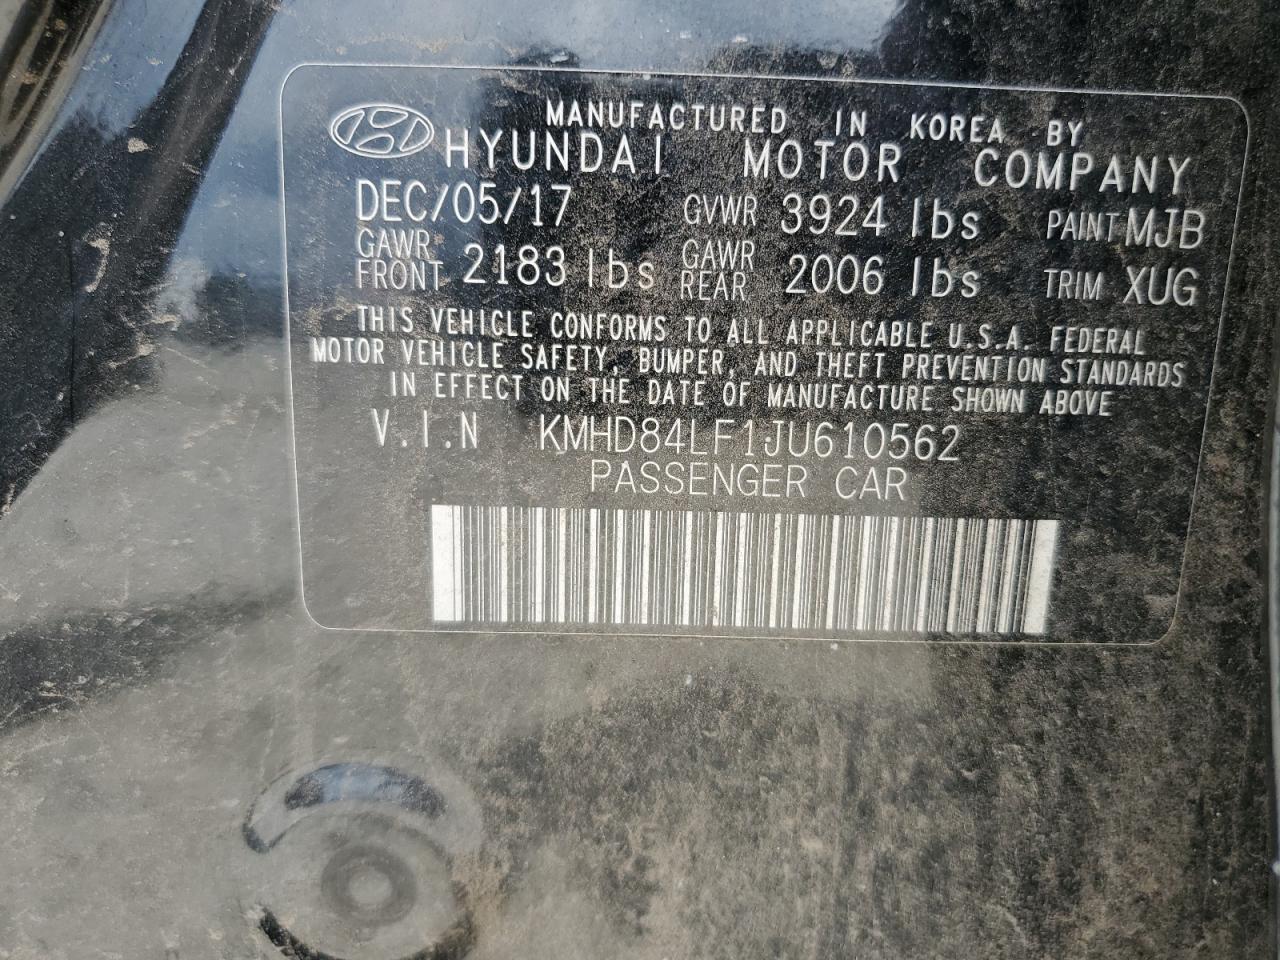 MANUFACTURED IN KOREA BY
HYUNDAI MOTOR COMPANY
DEC/05/17 GVWR 3924 lbs PAINT MJB
GAWR FRONT 2183 lbs GAWR REAR 2006 lbs TRIM XUG
THIS VEHICLE CONFORMS TO ALL APPLICABLE U.S.A. FEDERAL
MOTOR VEHICLE SAFETY, BUMPER, AND THEFT PREVENTION STANDARDS
IN EFFECT ON THE DATE OF MANUFACTURE SHOWN ABOVE
V.I.N KMHD84LF1JU610562
PASSENGER CAR